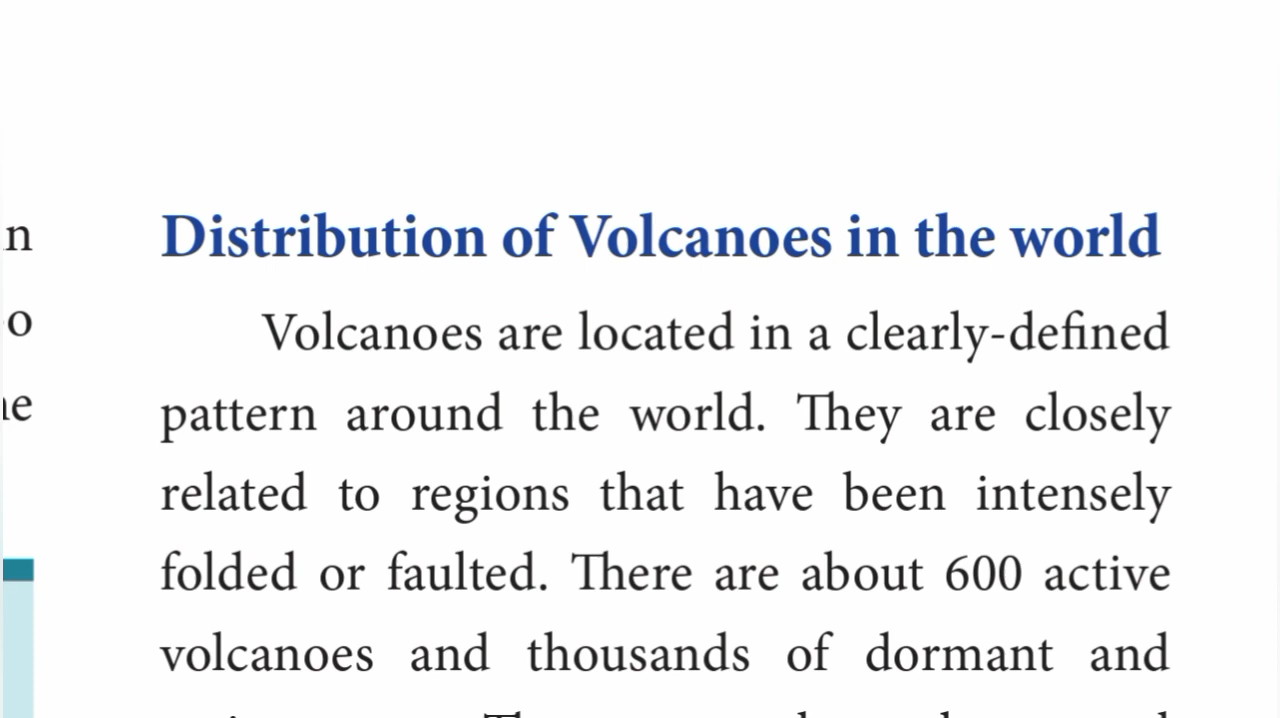 Distribution of Volcanoes in the world
Volcanoes are located in a clearly-defined
pattern around the world. They are closely
related to regions that have been intensely
folded or faulted. There are about 600 active
volcanoes and thousands of dormant and